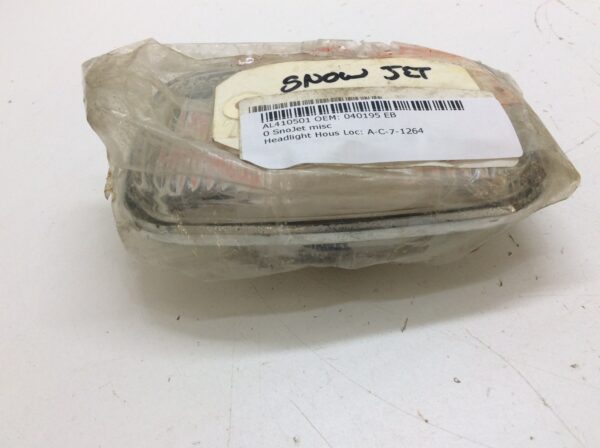 SNOW JET
AL410501 OEM: 040195 EB
0 SnoJet misc
Headlight Hous Loc: A-C-7-1264